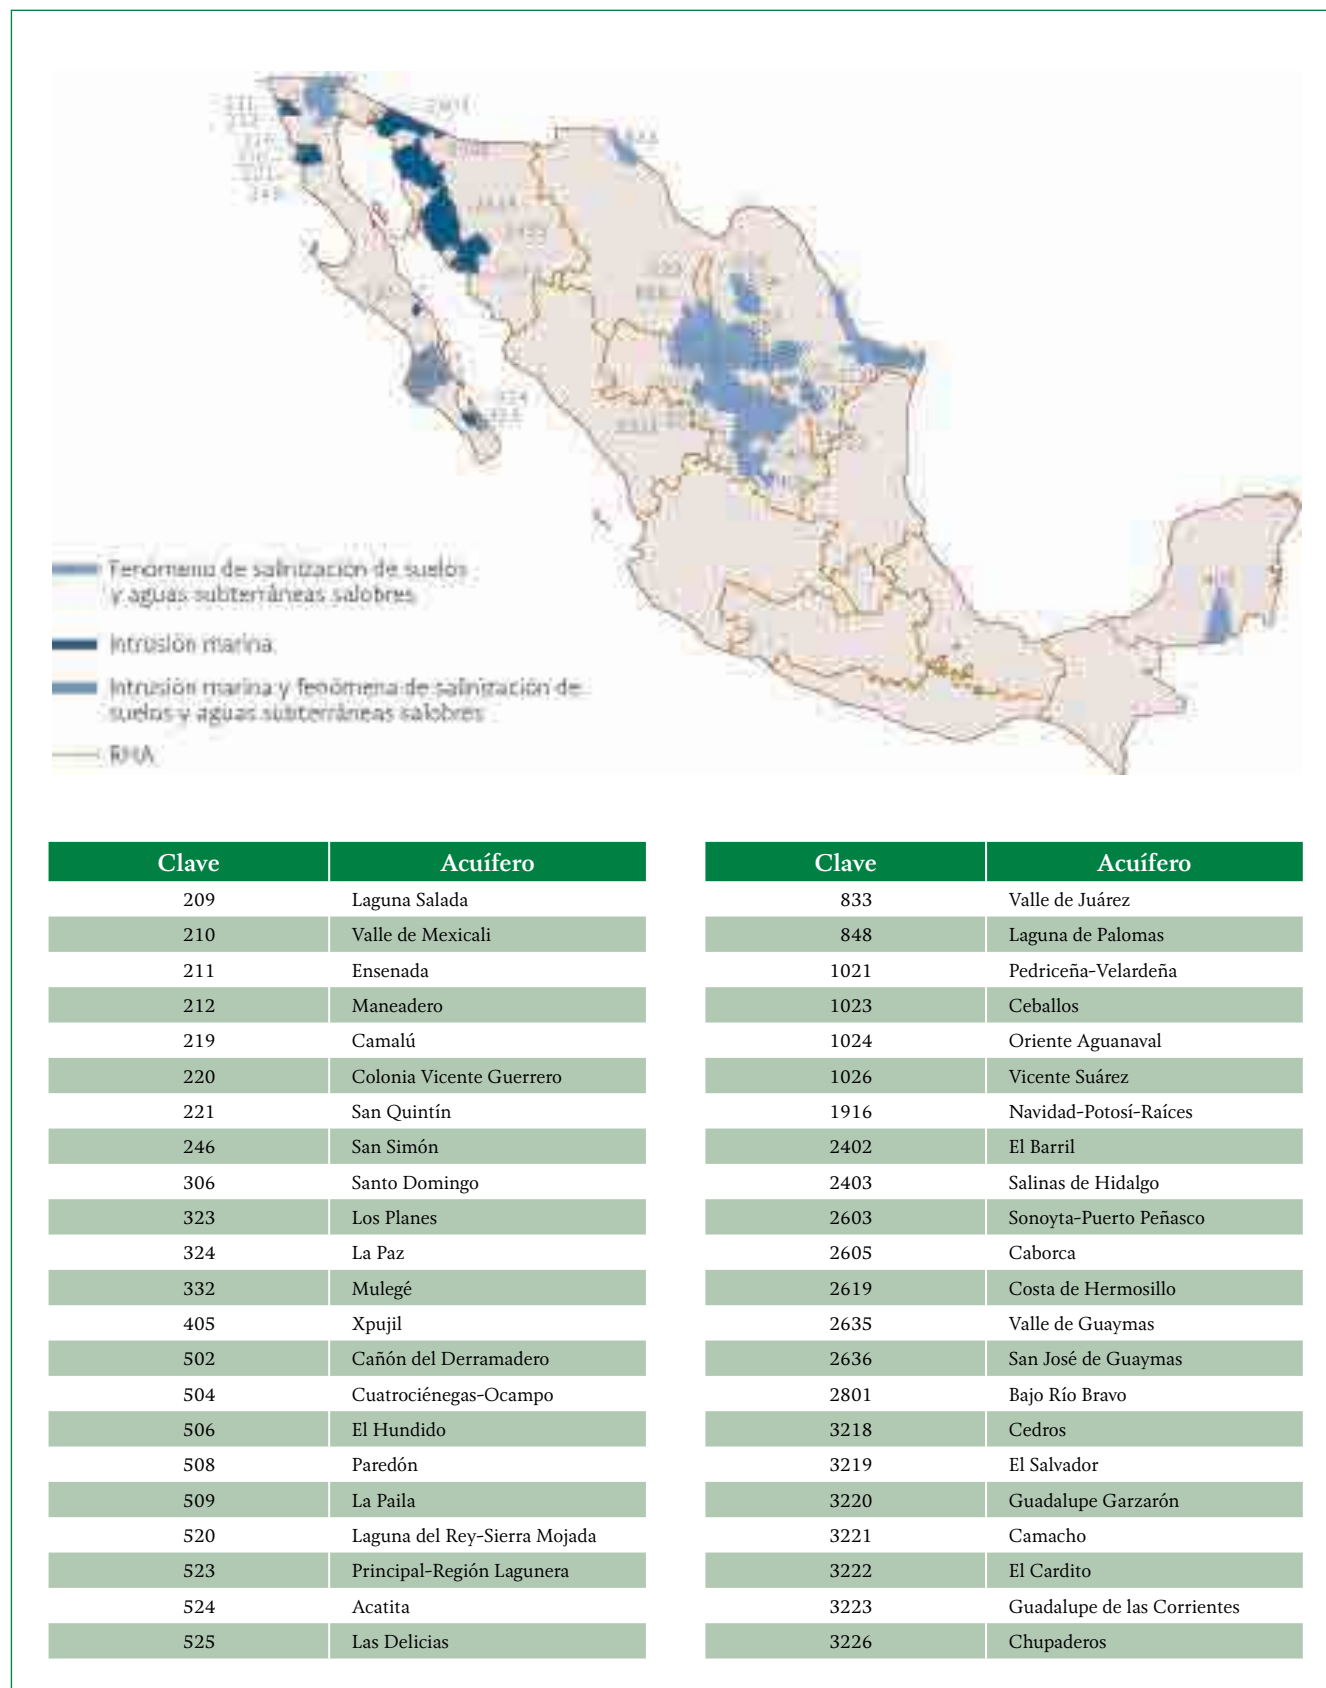 Fenómeno de salinización de suelos
y aguas subterráneas salobres
Intrusión marina
Intrusión marina y fenómena de salinización de
suelos y aguas subterráneas salobres
RHA
Clave Acuífero
209 Laguna Salada
210 Valle de Mexicali
211 Ensenada
212 Maneadero
219 Camalú
220 Colonia Vicente Guerrero
221 San Quintín
246 San Simón
306 Santo Domingo
323 Los Planes
324 La Paz
332 Mulegé
405 Xpujil
502 Cañón del Derramadero
504 Cuatrociénegas-Ocampo
506 El Hundido
508 Paredón
509 La Paila
520 Laguna del Rey-Sierra Mojada
523 Principal-Región Lagunera
524 Acatita
525 Las Delicias
Clave Acuífero
833 Valle de Juárez
848 Laguna de Palomas
1021 Pedriceña-Velardeña
1023 Ceballos
1024 Oriente Aguanaval
1026 Vicente Suárez
1916 Navidad-Potosí-Raíces
2402 El Barril
2403 Salinas de Hidalgo
2603 Sonoyta-Puerto Peñasco
2605 Caborca
2619 Costa de Hermosillo
2635 Valle de Guaymas
2636 San José de Guaymas
2801 Bajo Río Bravo
3218 Cedros
3219 El Salvador
3220 Guadalupe Garzarón
3221 Camacho
3222 El Cardito
3223 Guadalupe de las Corrientes
3226 Chupaderos